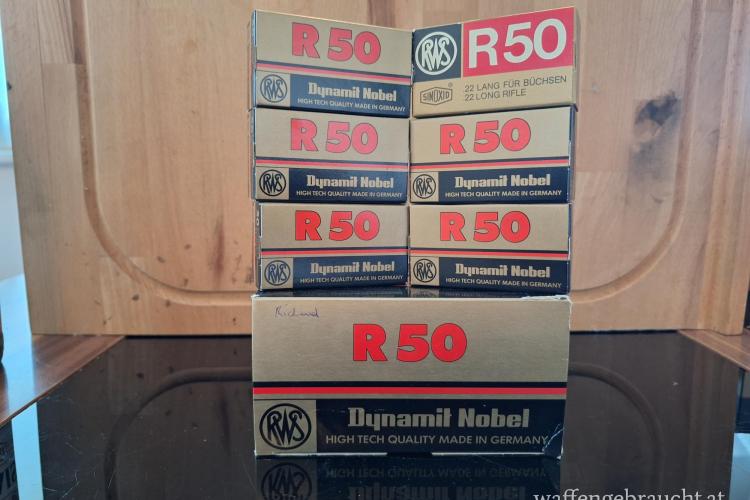 R 50
RWS
Dynamit Nobel
HIGH TECH QUALITY MADE IN GERMANY
RWS
R50
SINOXID
.22 LANG FÜR BÜCHSEN
.22 LONG RIFLE
R 50
RWS
Dynamit Nobel
HIGH TECH QUALITY MADE IN GERMANY
R 50
RWS
Dynamit Nobel
HIGH TECH QUALITY MADE IN GERMANY
R 50
RWS
Dynamit Nobel
HIGH TECH QUALITY MADE IN GERMANY
R 50
RWS
Dynamit Nobel
HIGH TECH QUALITY MADE IN GERMANY
Richard
R 50
RWS
Dynamit Nobel
HIGH TECH QUALITY MADE IN GERMANY
waffengebraucht.at